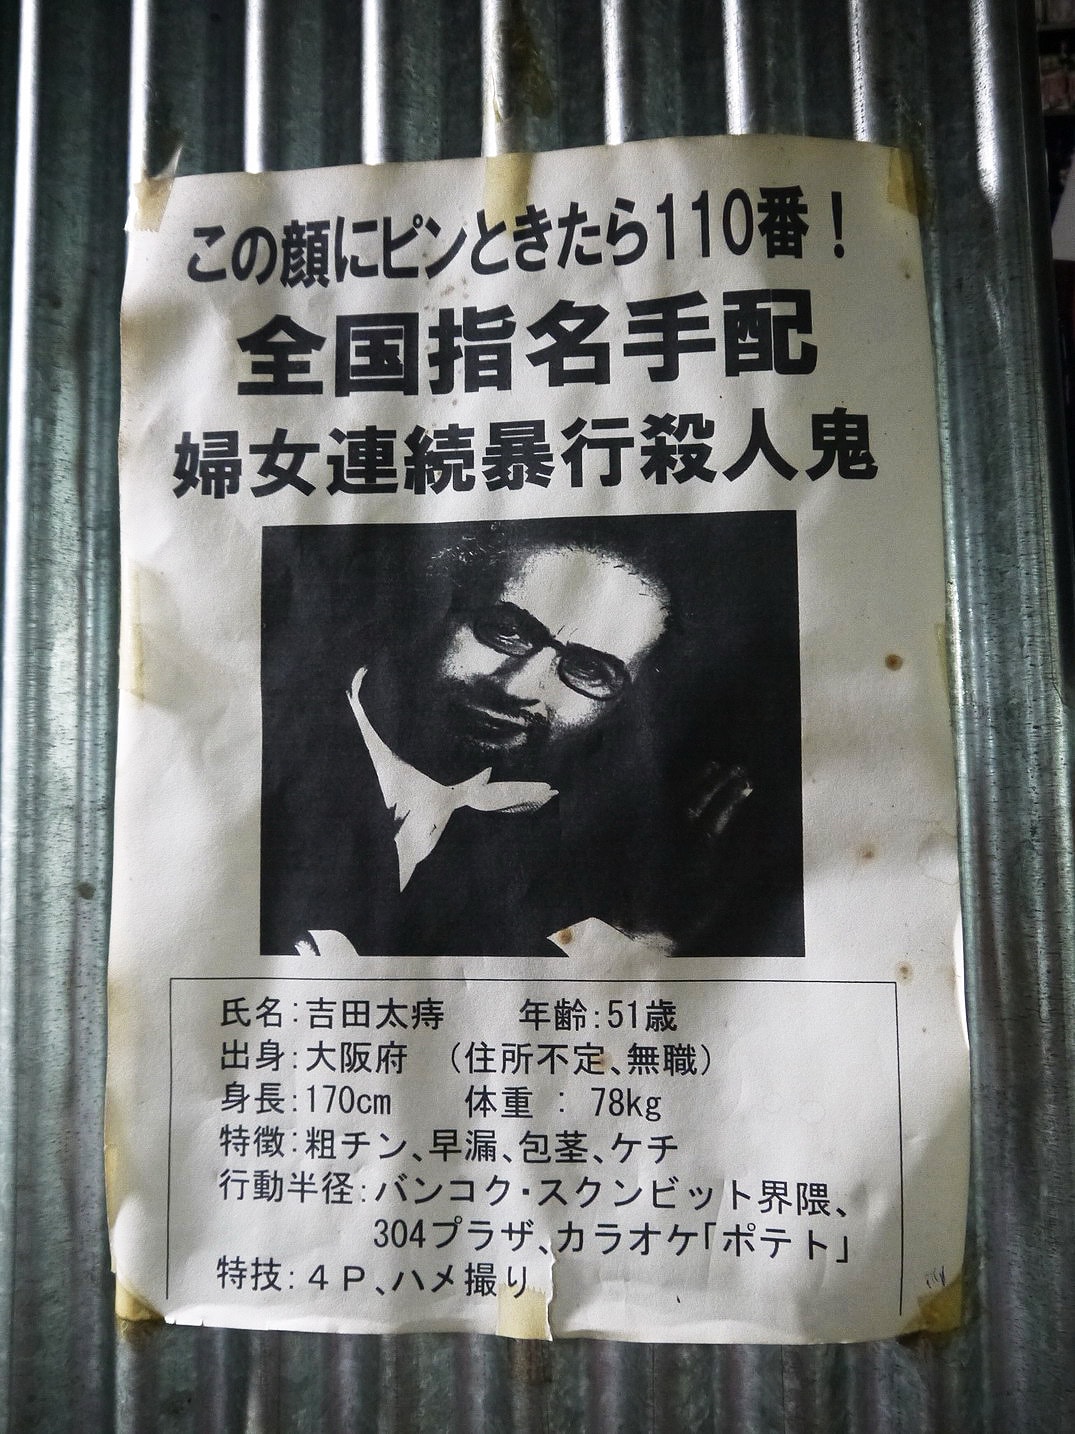 この顔にピンときたら110番！
全国指名手配
婦女連続暴行殺人鬼
氏名:吉田太痔　年齢:51歳
出身:大阪府　（住所不定、無職）
身長:170cm　体重：78kg
特徴:粗チン、早漏、包茎、ケチ
行動半径:バンコク・スクンビット界隈、
304プラザ、カラオケ「ポテト」
特技:４Ｐ、ハメ撮り